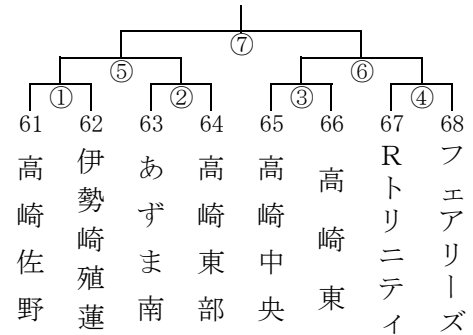 ⑦
⑤ ⑥
① ② ③ ④
61 62 63 64 65 66 67 68
高崎佐野
伊勢崎殖蓮
あずま南
高崎東部
高崎中央
高崎東
Rトリニティ
フェアリーズ